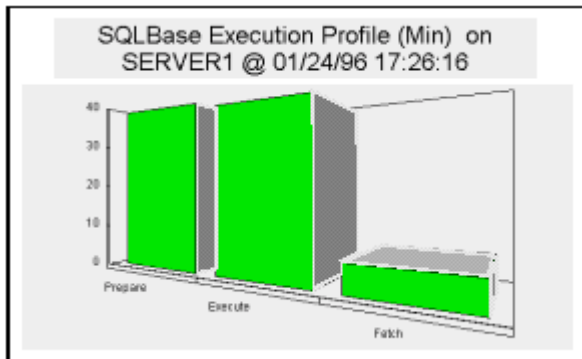 SQLBase Execution Profile (Min) on
SERVER1 @ 01/24/96 17:26:16
40
30
20
10
0
Prepare
Execute
Fetch